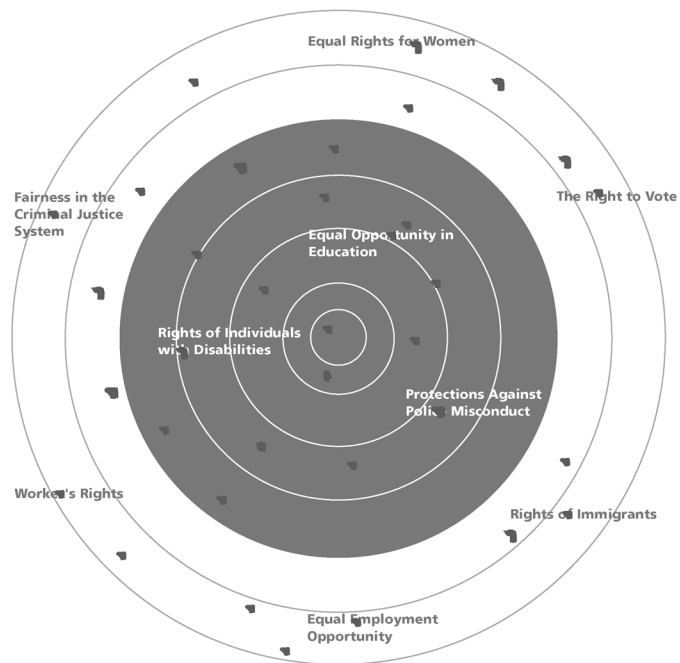 Equal Rights for Women
The Right to Vote
Fairness in the
Criminal Justice
System
Equal Opportunity in
Education
Rights of Individuals
with Disabilities
Protections Against
Police Misconduct
Worker's Rights
Rights of Immigrants
Equal Employment
Opportunity